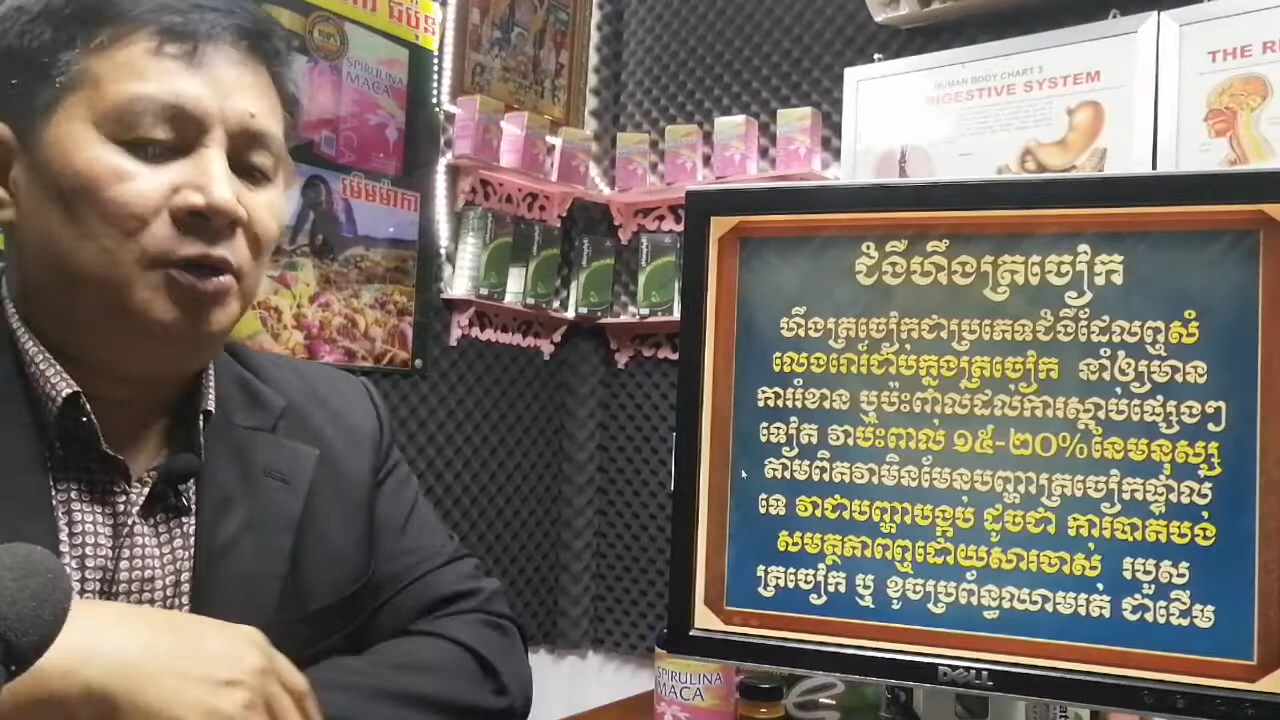 SPIRULINA
MACA
មើមម៉ាកា
HUMAN BODY CHART 3
DIGESTIVE SYSTEM
THE
ជំងឺហឹងត្រចៀក
ហឹងត្រចៀកជាប្រភេទជំងឺដែលឮសំ
លេងរោរ៍ជាប់ក្នុងត្រចៀក នាំឲ្យមាន
ការរំខាន ឬប៉ះពាល់ដល់ការស្តាប់ផ្សេងៗ
ទៀត វាប៉ះពាល់ ១៥-២០% នៃមនុស្ស
តាមពិតវាមិនមែនបញ្ហាត្រចៀកផ្ទាល់
ទេ វាជាបញ្ហាបង្កប់ ដូចជា ការបាត់បង់
សមត្ថភាពឮដោយសារចាស់ របួស
ត្រចៀក ឬ ខូចប្រព័ន្ធឈាមរត់ ជាដើម
DELL
SPIRULINA
MACA